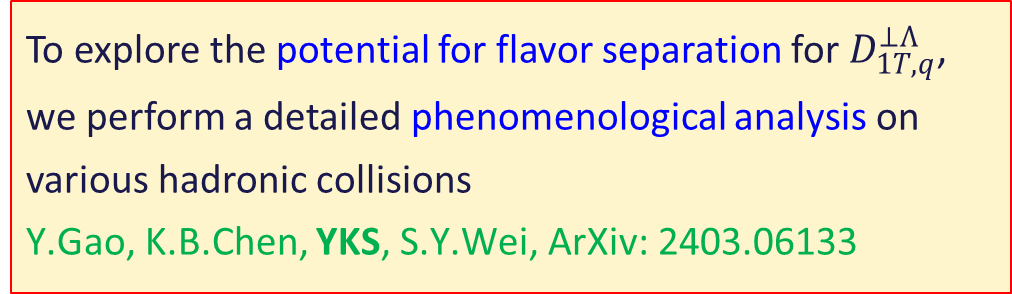 To explore the potential for flavor separation for $D_{1T,q}^{\perp\Lambda}$,
we perform a detailed phenomenological analysis on
various hadronic collisions
Y.Gao, K.B.Chen, YKS, S.Y.Wei, ArXiv: 2403.06133